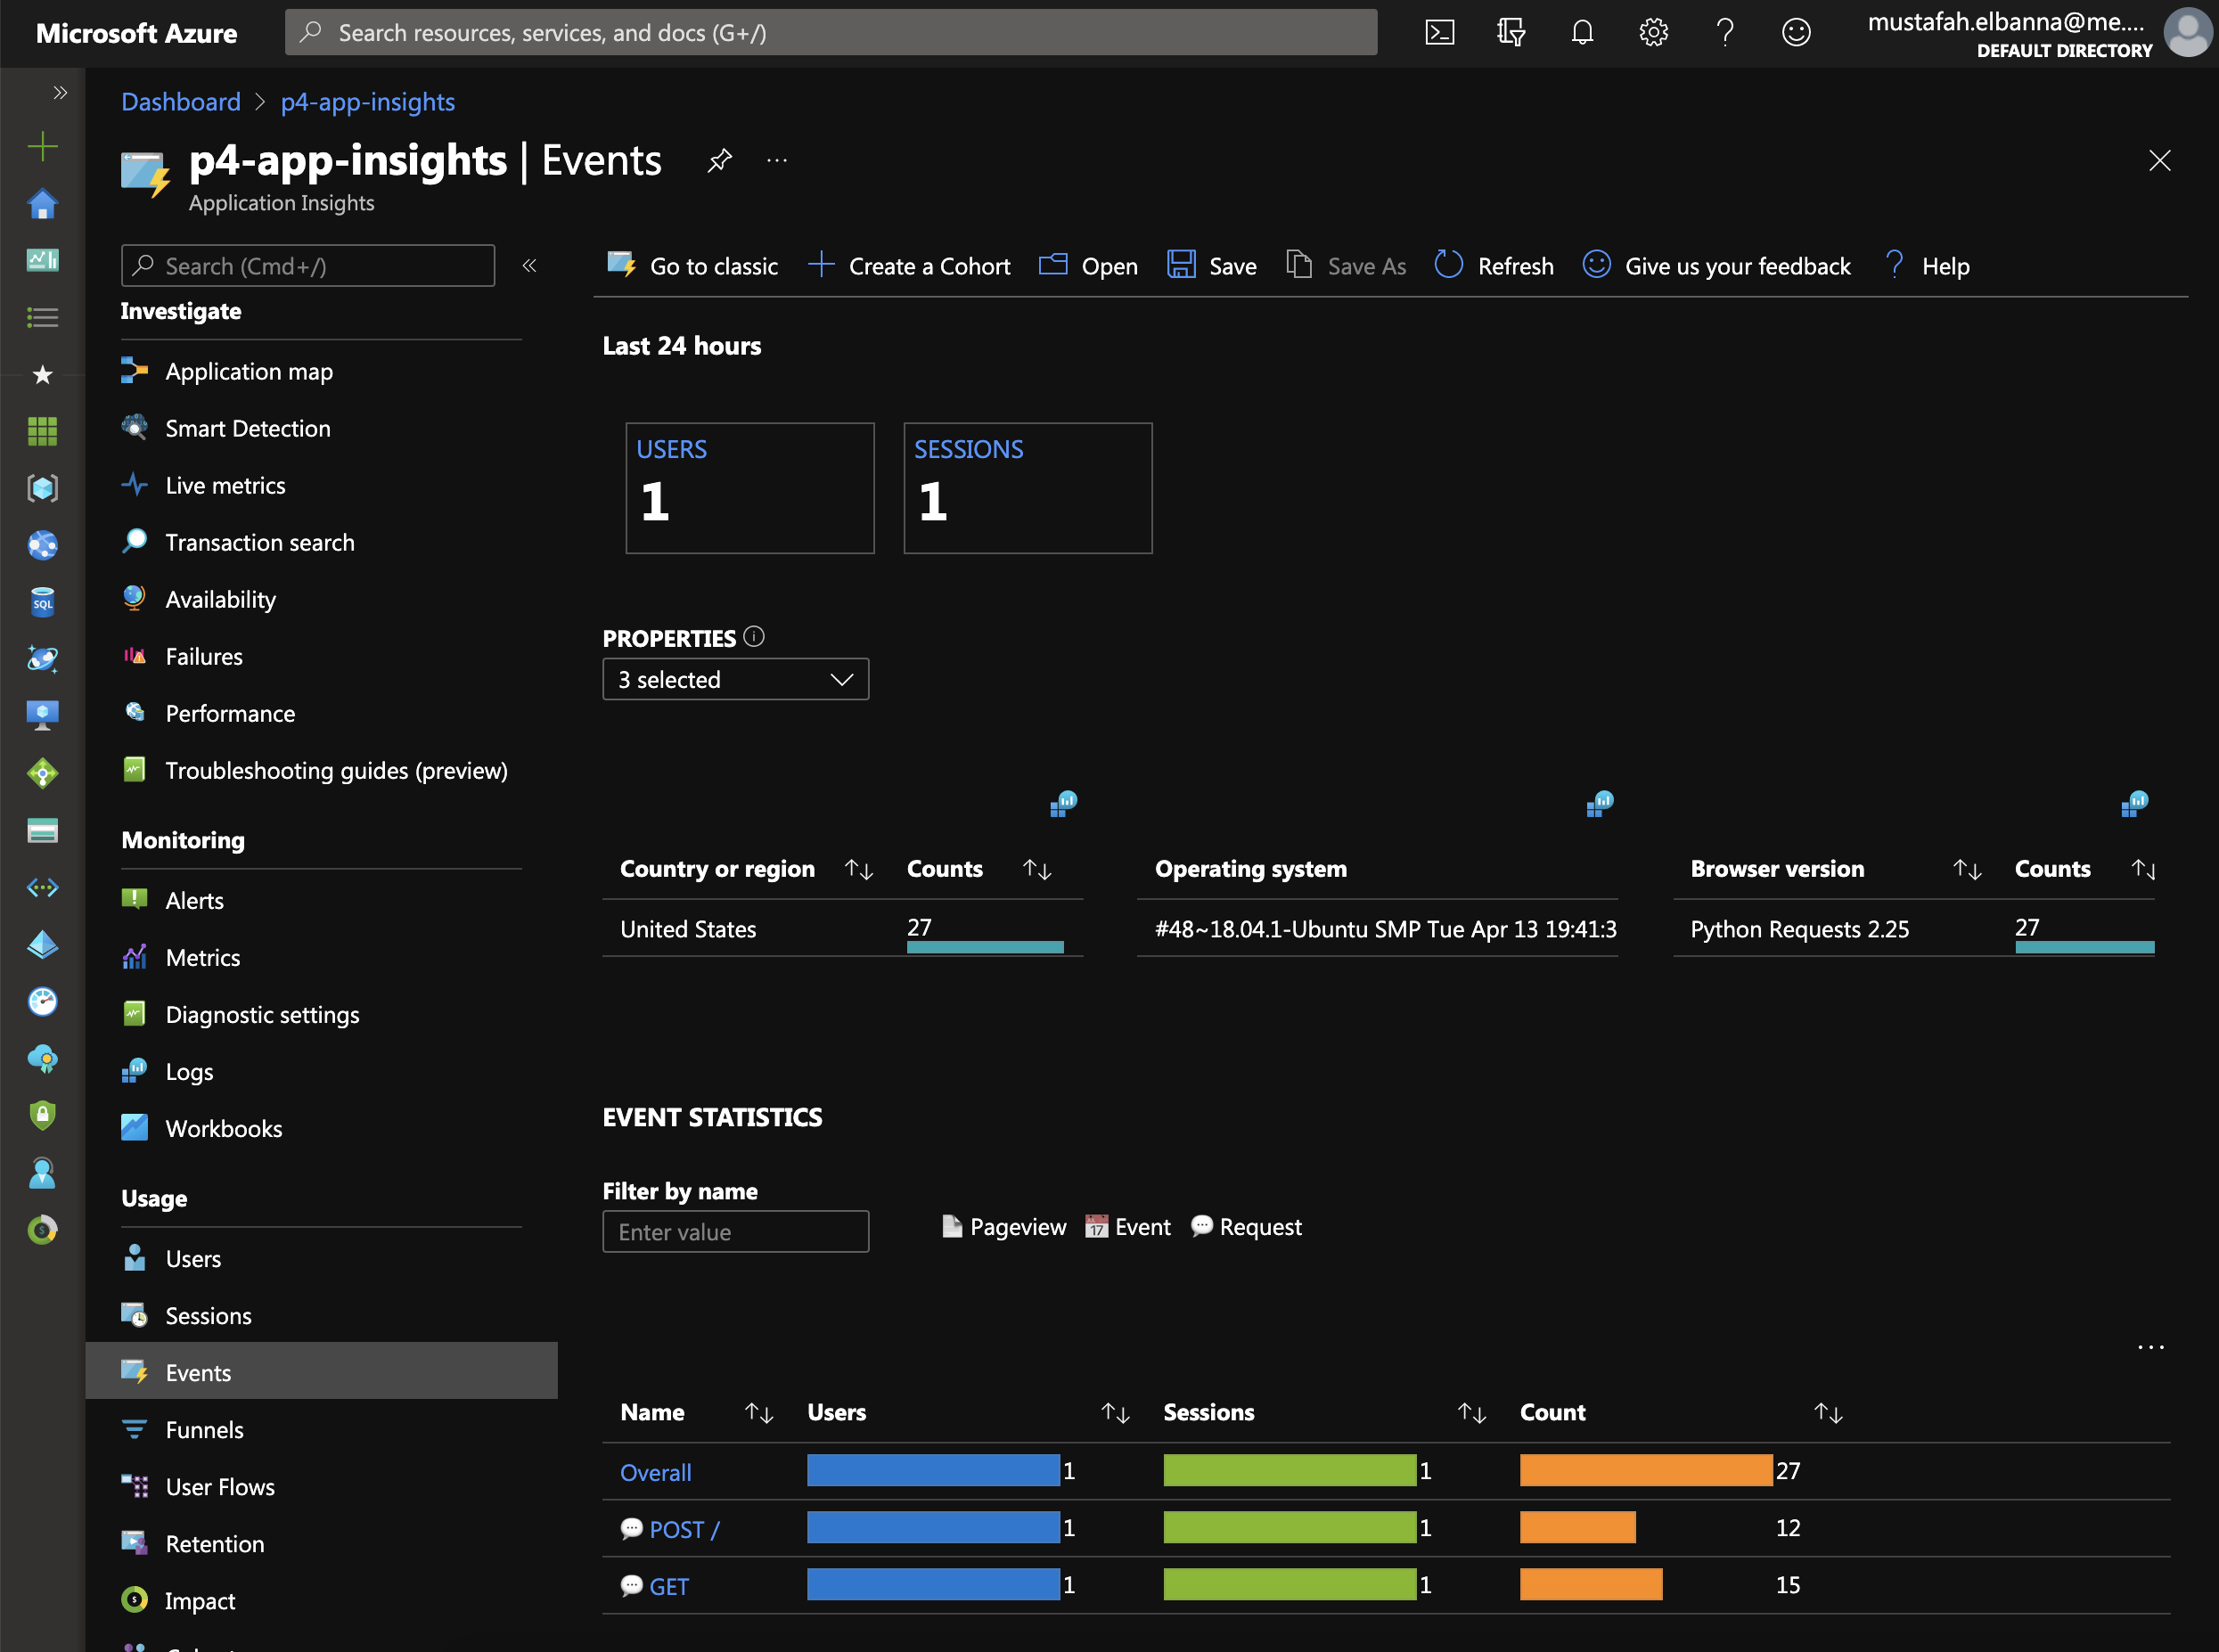 Microsoft Azure
Search resources, services, and docs (G+/)
mustafah.elbanna@me....
DEFAULT DIRECTORY
Dashboard > p4-app-insights
p4-app-insights | Events
Application Insights
Search (Cmd+/)
Investigate
Application map
Smart Detection
Live metrics
Transaction search
Availability
Failures
Performance
Troubleshooting guides (preview)
Monitoring
Alerts
Metrics
Diagnostic settings
Logs
Workbooks
Usage
Users
Sessions
Events
Funnels
User Flows
Retention
Impact
Go to classic
Create a Cohort
Open
Save
Save As
Refresh
Give us your feedback
Help
Last 24 hours
USERS
1
SESSIONS
1
PROPERTIES
3 selected
Country or region Counts
United States 27
Operating system
#48~18.04.1-Ubuntu SMP Tue Apr 13 19:41:3
Browser version Counts
Python Requests 2.25 27
EVENT STATISTICS
Filter by name
Enter value
Pageview Event Request
Name Users Sessions Count
Overall 1 1 27
POST / 1 1 12
GET 1 1 15